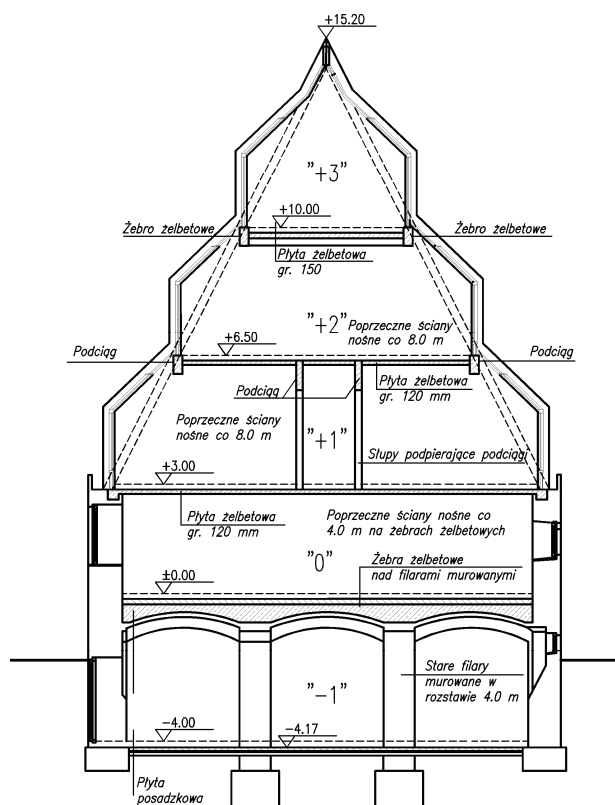 +15.20
"+3"
+10.00
Żebro żelbetowe
Żebro żelbetowe
Płyta żelbetowa
gr. 150
"+2"
Poprzeczne ściany
nośne co 8.0 m
+6.50
Podciąg
Podciąg
Płyta żelbetowa
gr. 120 mm
Podciąg
Poprzeczne ściany
nośne co 8.0 m
"+1"
Słupy podpierające podciągi
+3.00
Płyta żelbetowa
gr. 120 mm
Poprzeczne ściany nośne co
4.0 m na żebrach żelbetowych
"0"
Żebra żelbetowe
nad filarami murowanymi
±0.00
Stare filary
murowane w
rozstawie 4.0 m
"-1"
-4.00
-4.17
Płyta
posadzkowa